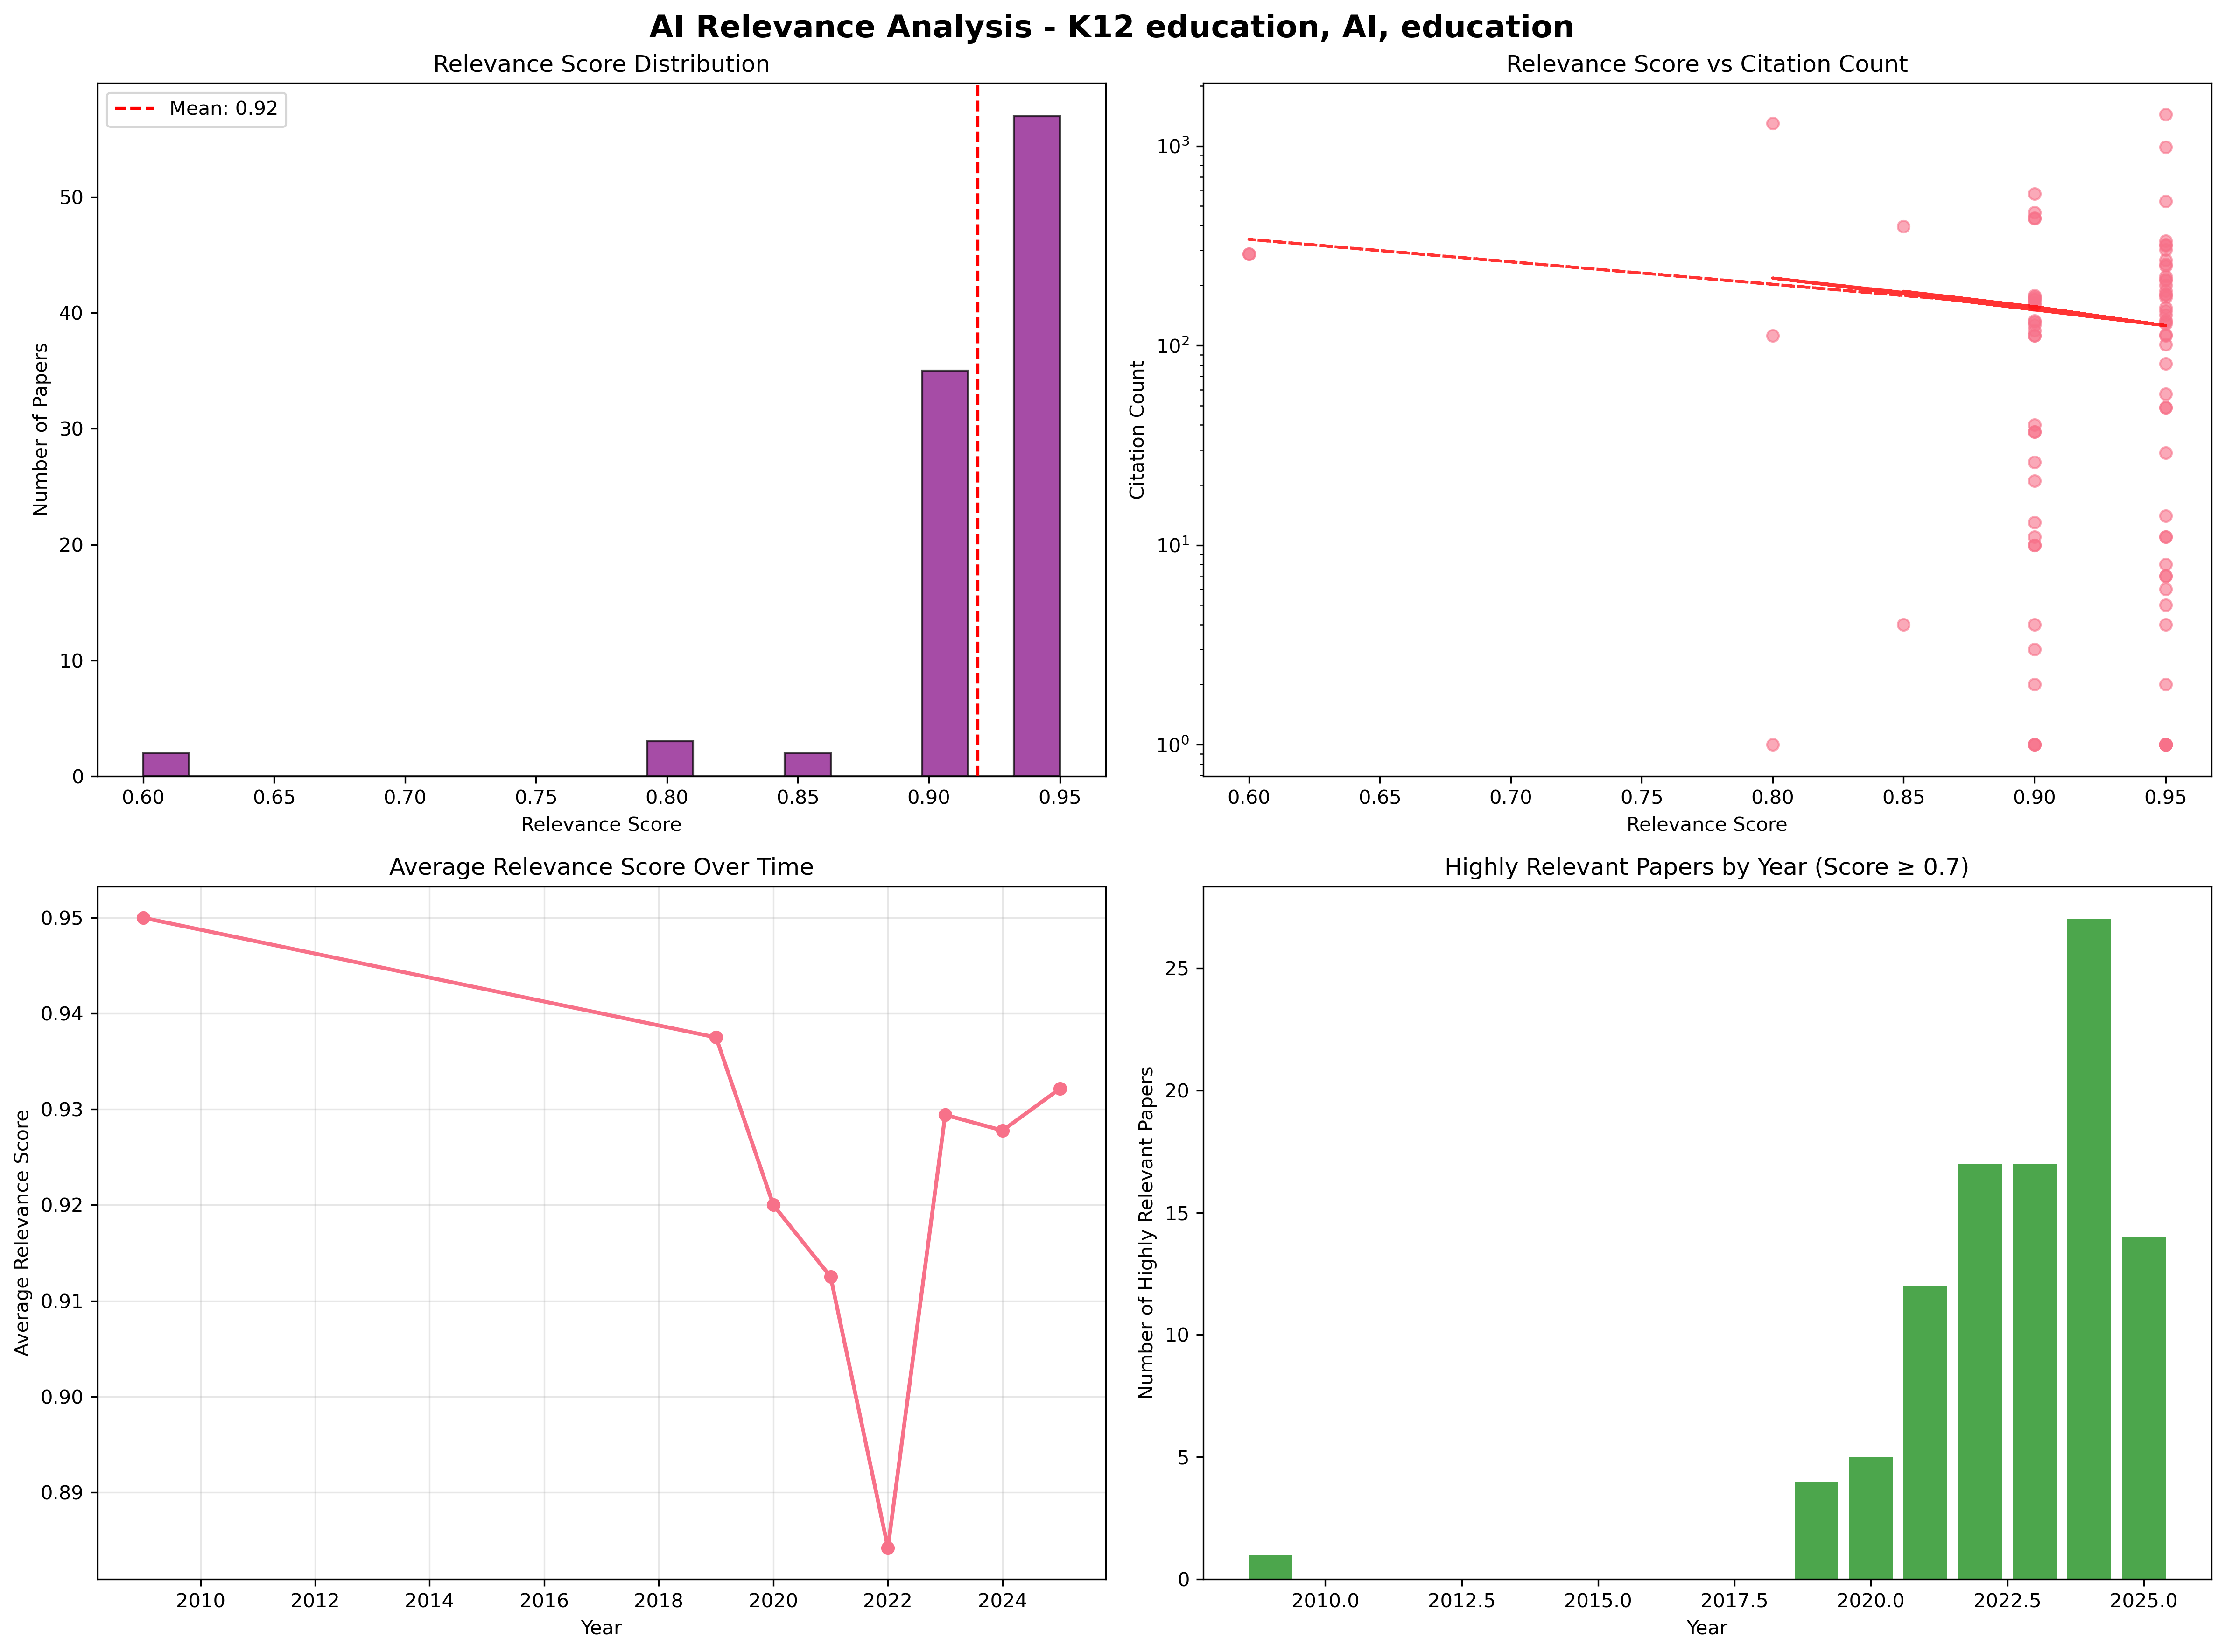 AI Relevance Analysis - K12 education, AI, education
Relevance Score Distribution
Mean: 0.92
Number of Papers
50
40
30
20
10
0
0.60 0.65 0.70 0.75 0.80 0.85 0.90 0.95
Relevance Score
Relevance Score vs Citation Count
Citation Count
10³
10²
10¹
10⁰
0.60 0.65 0.70 0.75 0.80 0.85 0.90 0.95
Relevance Score
Average Relevance Score Over Time
Average Relevance Score
0.95
0.94
0.93
0.92
0.91
0.90
0.89
2010 2012 2014 2016 2018 2020 2022 2024
Year
Highly Relevant Papers by Year (Score ≥ 0.7)
Number of Highly Relevant Papers
25
20
15
10
5
0
2010.0 2012.5 2015.0 2017.5 2020.0 2022.5 2025.0
Year